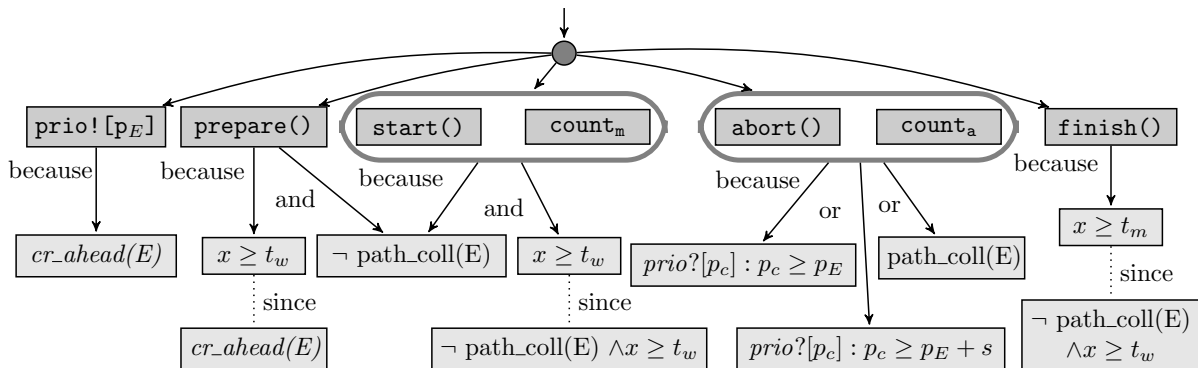 prio![p_E] prepare() start() count_m abort() count_a finish()
because because because because because
and and or or
cr_ahead(E) x ≥ t_w ¬ path_coll(E) x ≥ t_w prio?[p_c] : p_c ≥ p_E path_coll(E) x ≥ t_m
since since since
cr_ahead(E) ¬ path_coll(E) ∧x ≥ t_w prio?[p_c] : p_c ≥ p_E + s ¬ path_coll(E)
∧x ≥ t_w